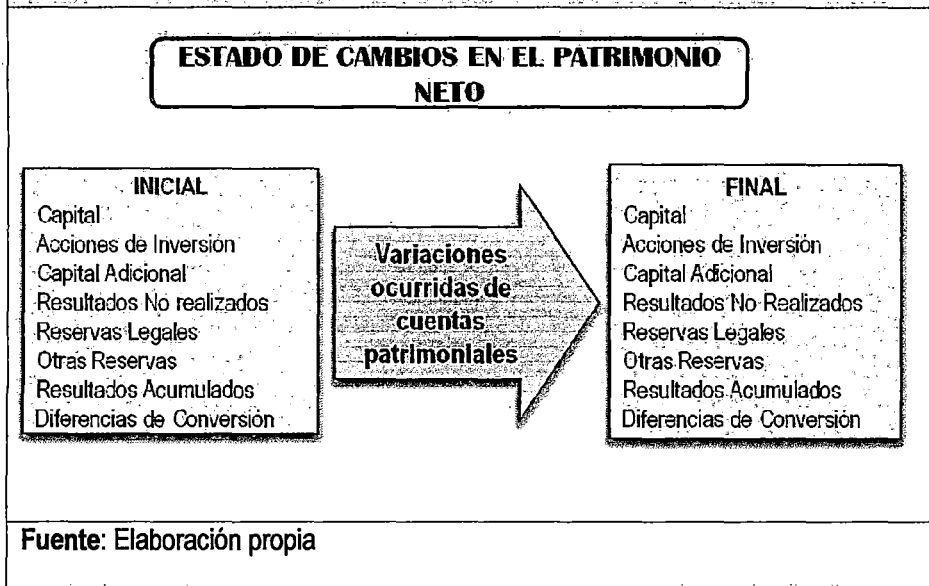 ESTADO DE CAMBIOS EN EL PATRIMONIO
NETO
INICIAL
Capital
Acciones de Inversión
Capital Adicional
Resultados No realizados
Reservas Legales
Otras Reservas
Resultados Acumulados
Diferencias de Conversión
Variaciones
ocurridas de
cuentas
patrimoniales
FINAL
Capital
Acciones de Inversión
Capital Adicional
Resultados No Realizados
Reservas Legales
Otras Reservas
Resultados Acumulados
Diferencias de Conversión
Fuente: Elaboración propia